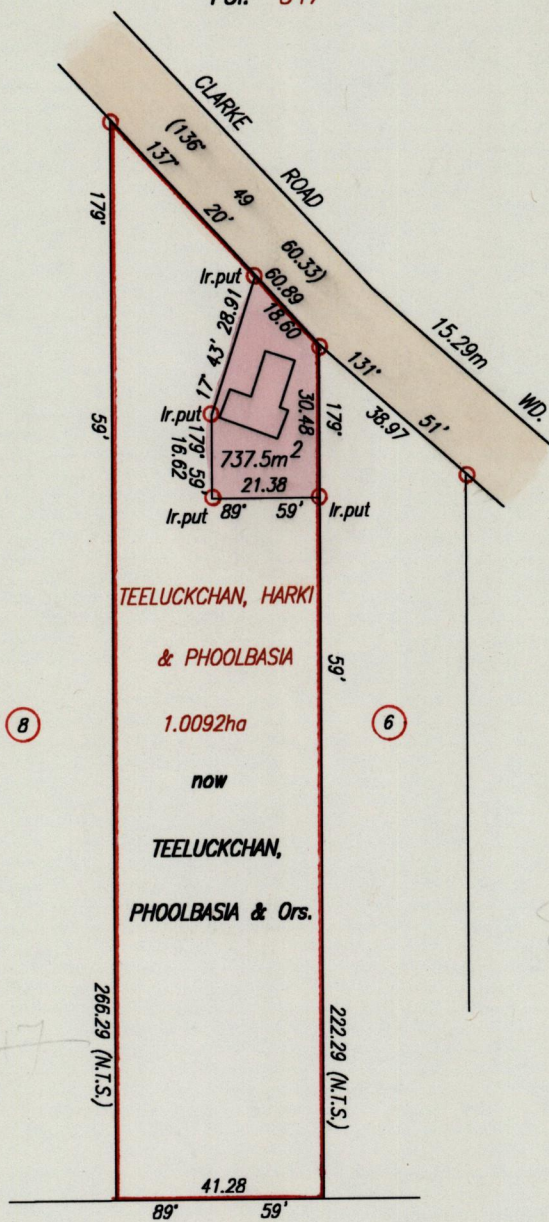 CLARKE ROAD WD.
(136° 49 60.33)
137° 20' 60.89
15.29m
179° 59' 266.29 (N.T.S.)
Ir.put
18.60
17° 43' 28.91
131° 51'
38.97
Ir.put
179° 59'
16.62
30.48
737.5m²
21.38
Ir.put 89° 59' Ir.put
179° 59' 222.29 (N.T.S.)
TEELUCKCHAN, HARKI
& PHOOLBASIA
8 1.0092ha 6
now
TEELUCKCHAN,
PHOOLBASIA & Ors.
41.28
89° 59'